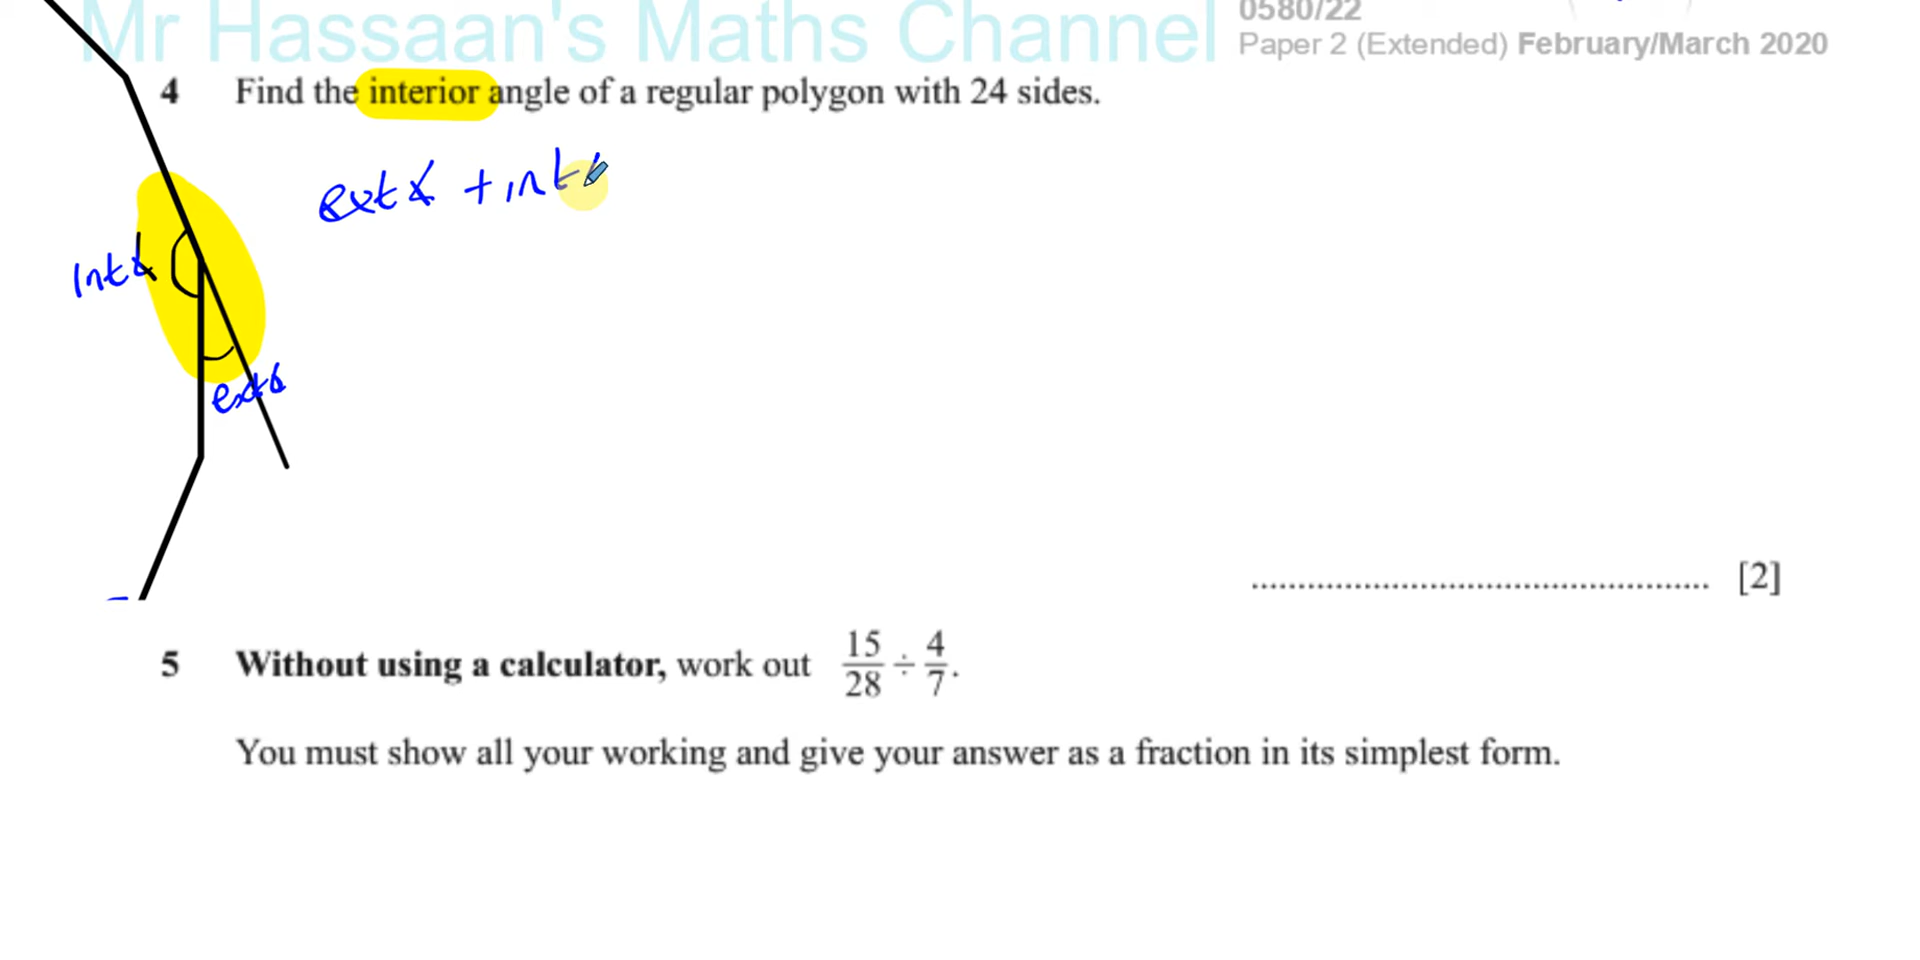 Mr Hassaan's Maths Channel
0580/22
Paper 2 (Extended) February/March 2020
4 Find the interior angle of a regular polygon with 24 sides.
ext∡ + int
Int∡
ext∡
[2]
5 Without using a calculator, work out 15/28 ÷ 4/7.
You must show all your working and give your answer as a fraction in its simplest form.